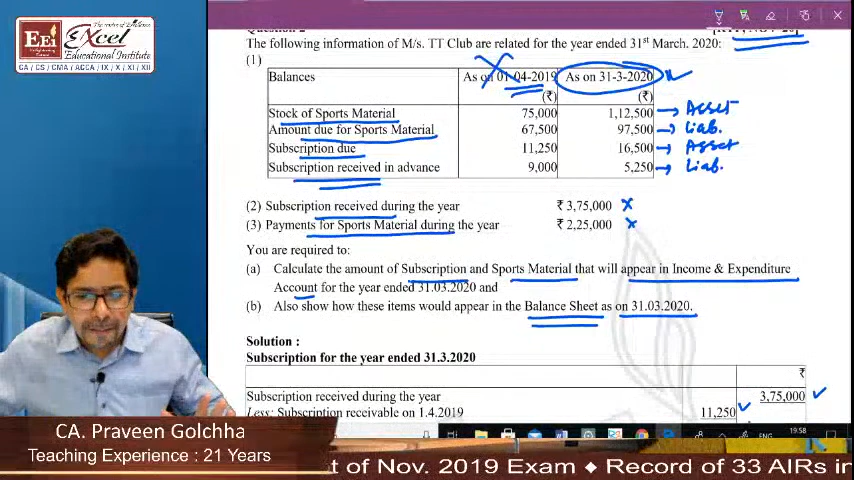 The essence of Excellence
EEi
Excel
Educational Institute
CA / CS / CMA / ACCA / IX / X / XI / XII
The following information of M/s. TT Club are related for the year ended 31st March, 2020:
(1)
Balances As on 01-04-2019 As on 31-3-2020
(₹) (₹)
Stock of Sports Material 75,000 1,12,500 → Asset
Amount due for Sports Material 67,500 97,500 → Liab.
Subscription due 11,250 16,500 → Asset
Subscription received in advance 9,000 5,250 → Liab.
(2) Subscription received during the year ₹ 3,75,000 x
(3) Payments for Sports Material during the year ₹ 2,25,000 x
You are required to:
(a) Calculate the amount of Subscription and Sports Material that will appear in Income & Expenditure
Account for the year ended 31.03.2020 and
(b) Also show how these items would appear in the Balance Sheet as on 31.03.2020.
Solution :
Subscription for the year ended 31.3.2020
₹
Subscription received during the year 3,75,000
Less: Subscription receivable on 1.4.2019 11,250
19:58
ENG
CA. Praveen Golchha
Teaching Experience : 21 Years
t of Nov. 2019 Exam ♦ Record of 33 AIRs in